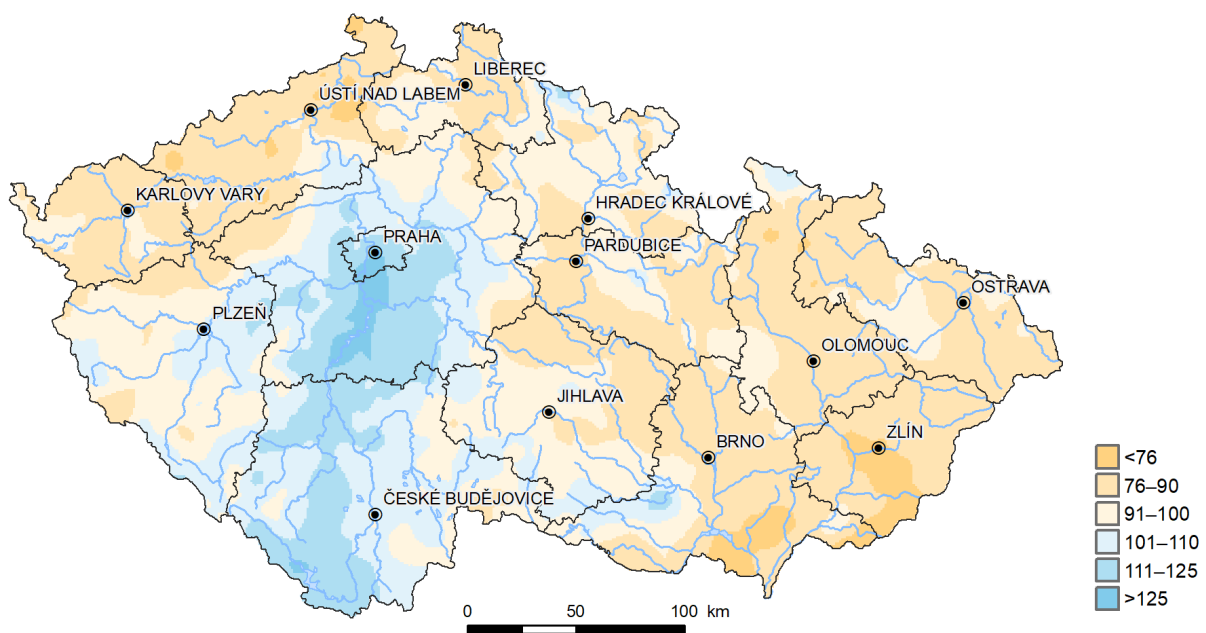 LIBEREC
ÚSTÍ NAD LABEM
KARLOVY VARY
HRADEC KRÁLOVÉ
PRAHA
PARDUBICE
OSTRAVA
PLZEŇ
OLOMOUC
JIHLAVA
ZLÍN
BRNO
ČESKÉ BUDĚJOVICE
<76
76–90
91–100
101–110
111–125
>125
0 50 100 km